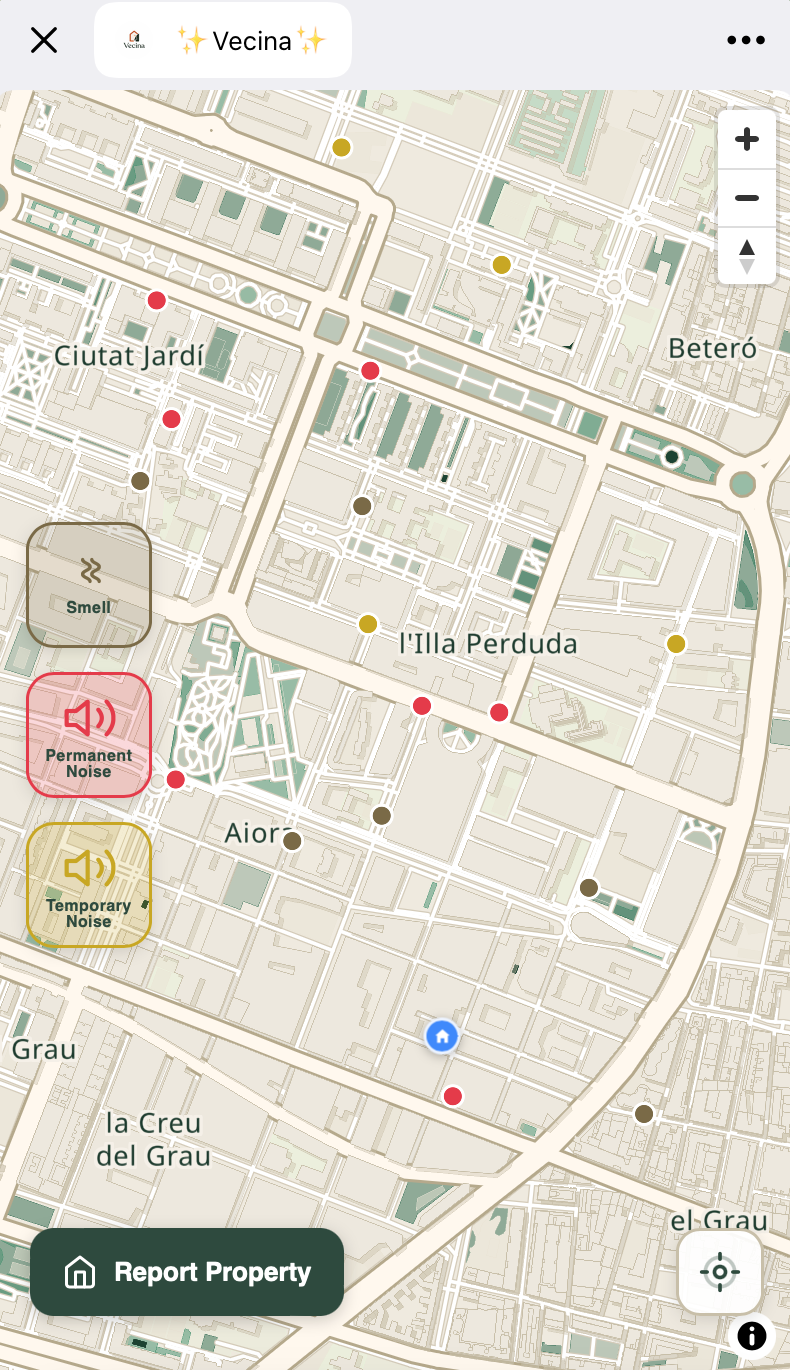 Vecina
✨ Vecina ✨
Ciutat Jardí
Beteró
Smell
l'Illa Perduda
Permanent
Noise
Aiora
Temporary
Noise
Grau
la Creu
del Grau
el Grau
Report Property